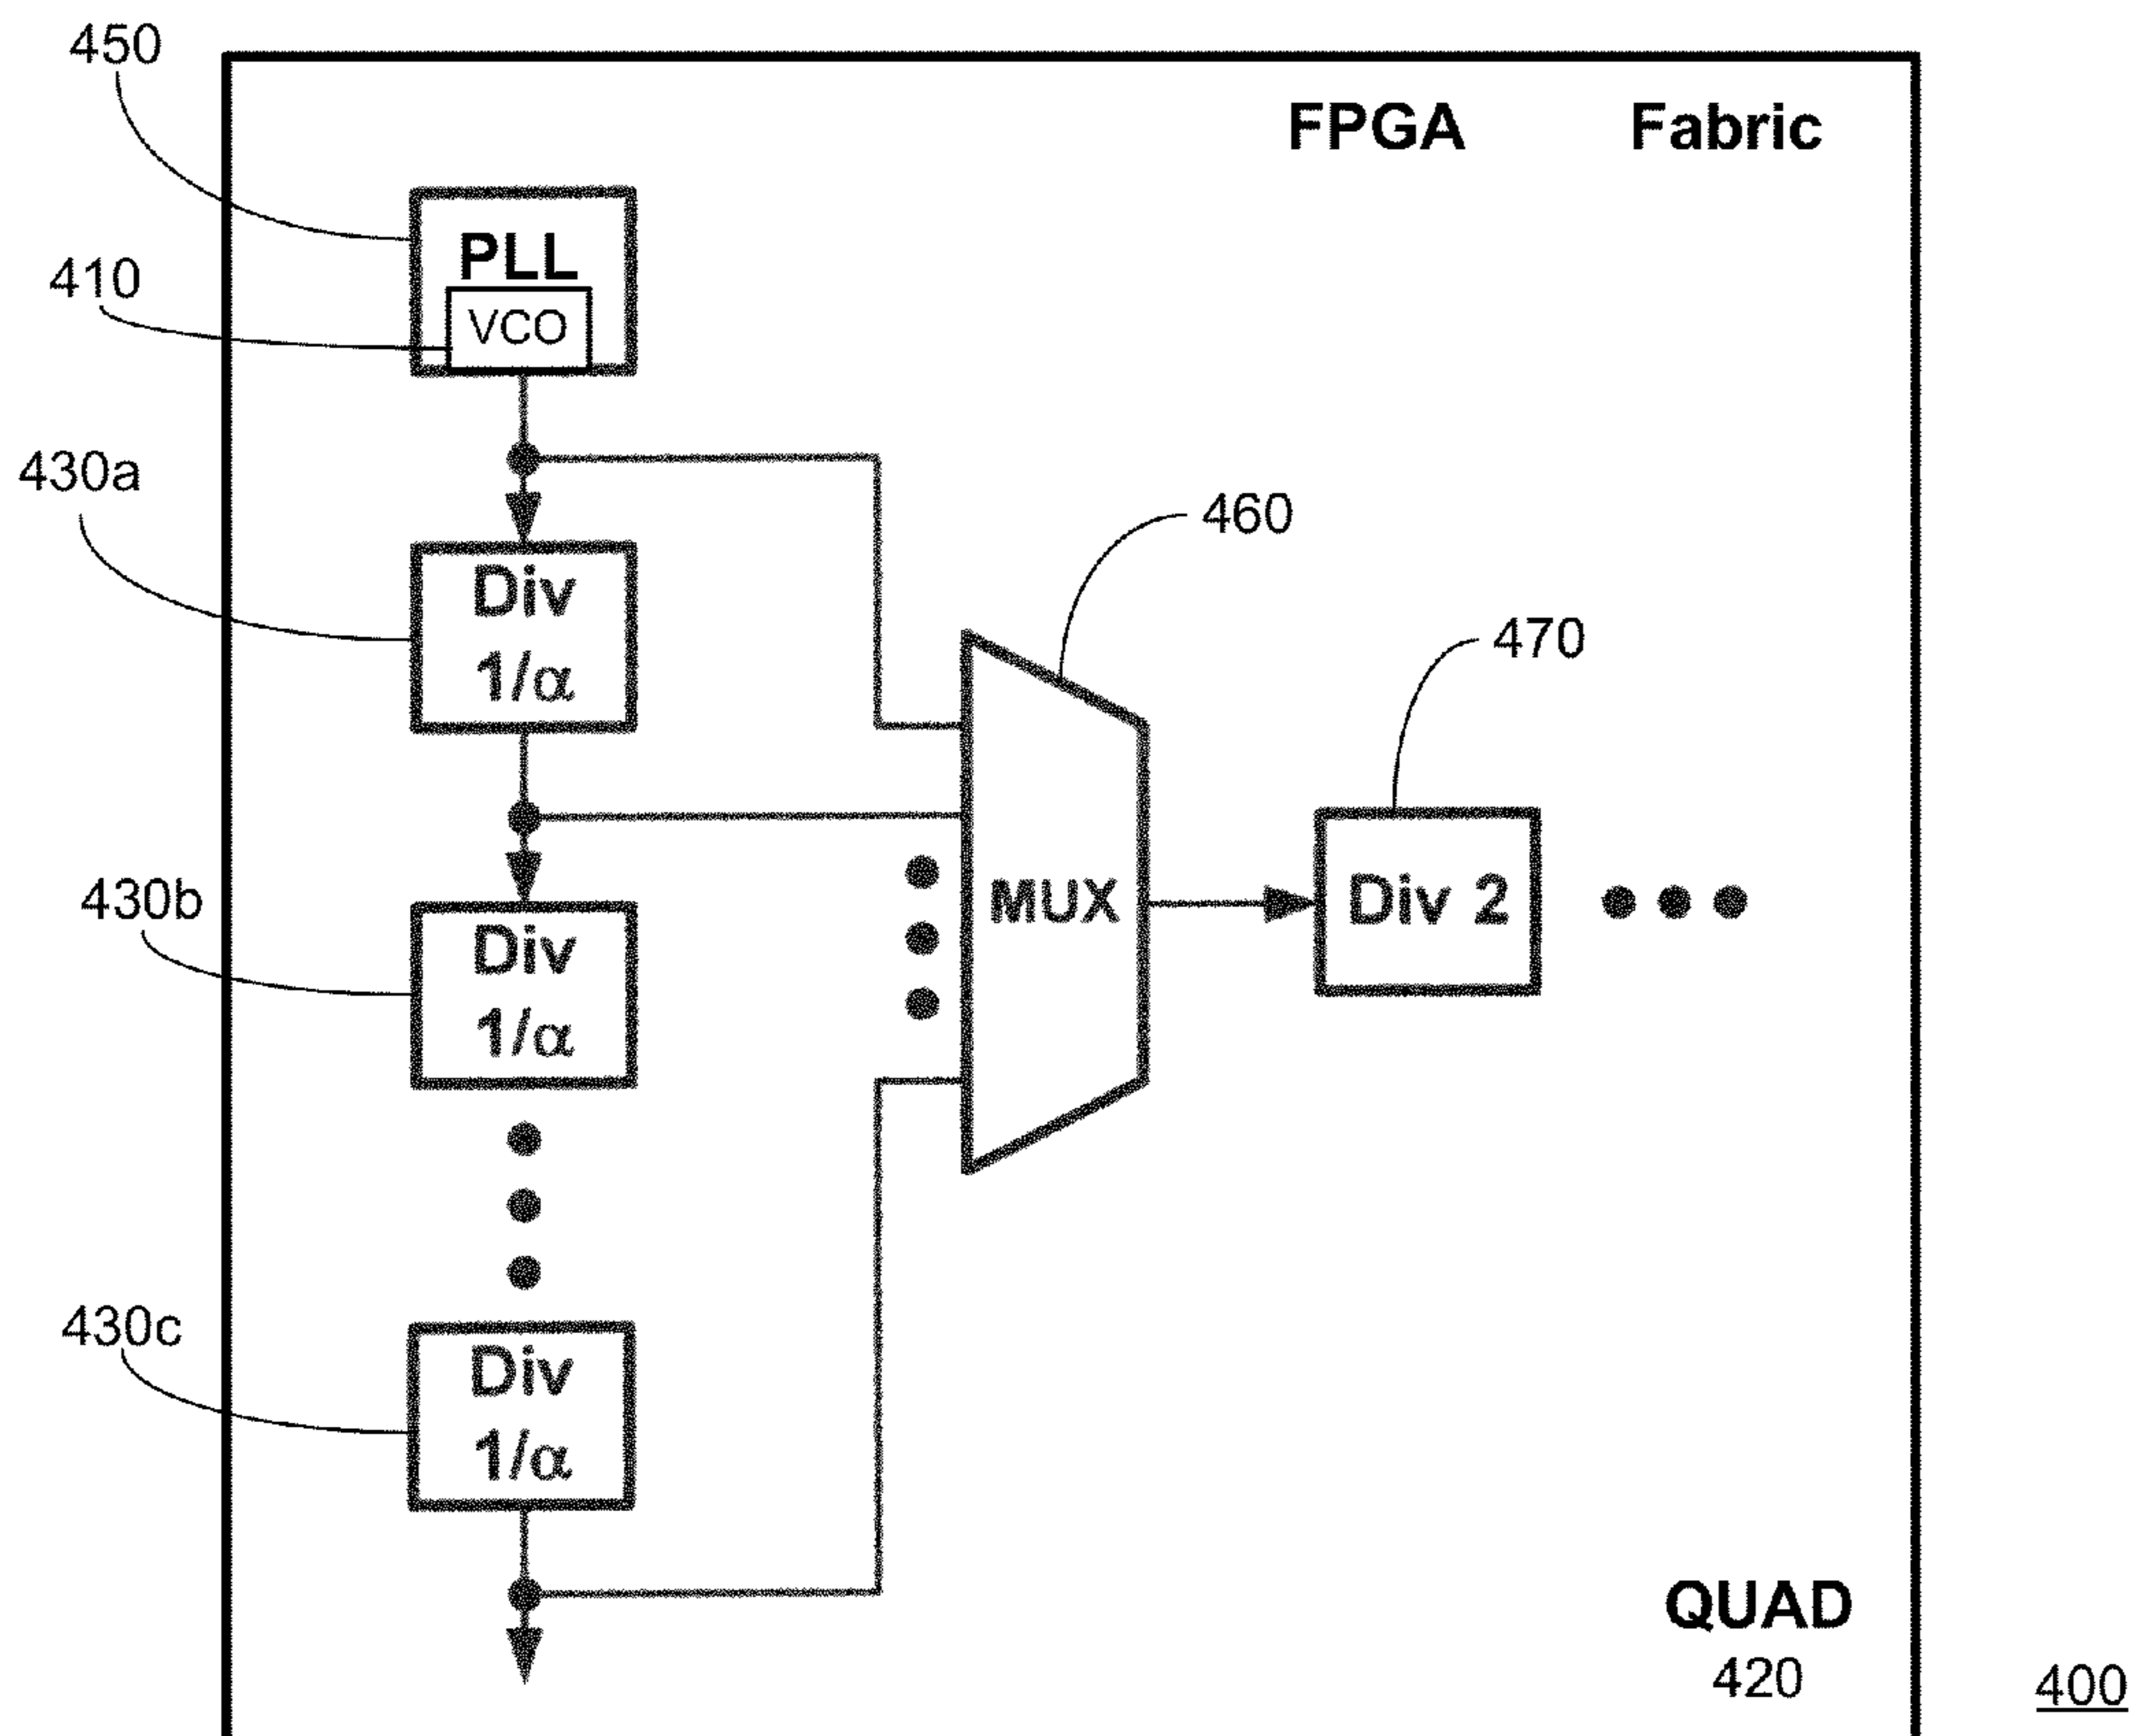 450
FPGA Fabric
PLL
410
VCO
430a
Div
1/α
460
470
430b
Div
1/α
MUX
Div 2
430c
Div
1/α
QUAD
420
400